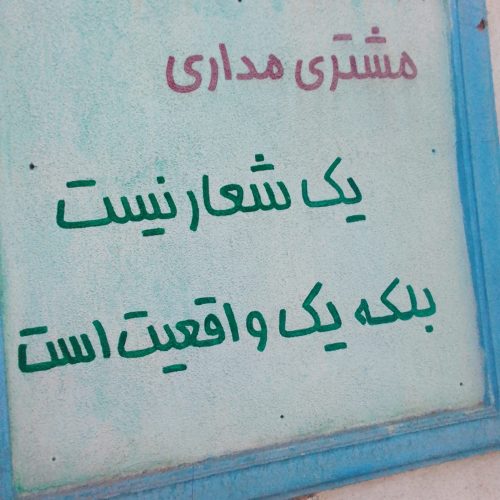 مشتری مداری
یک شعار نیست
بلکه یک واقعیت است